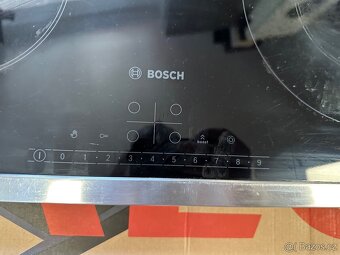 BOSCH
boost
0 · 1 · 2 · 3 · 4 · 5 · 6 · 7 · 8 · 9
Bazos.cz